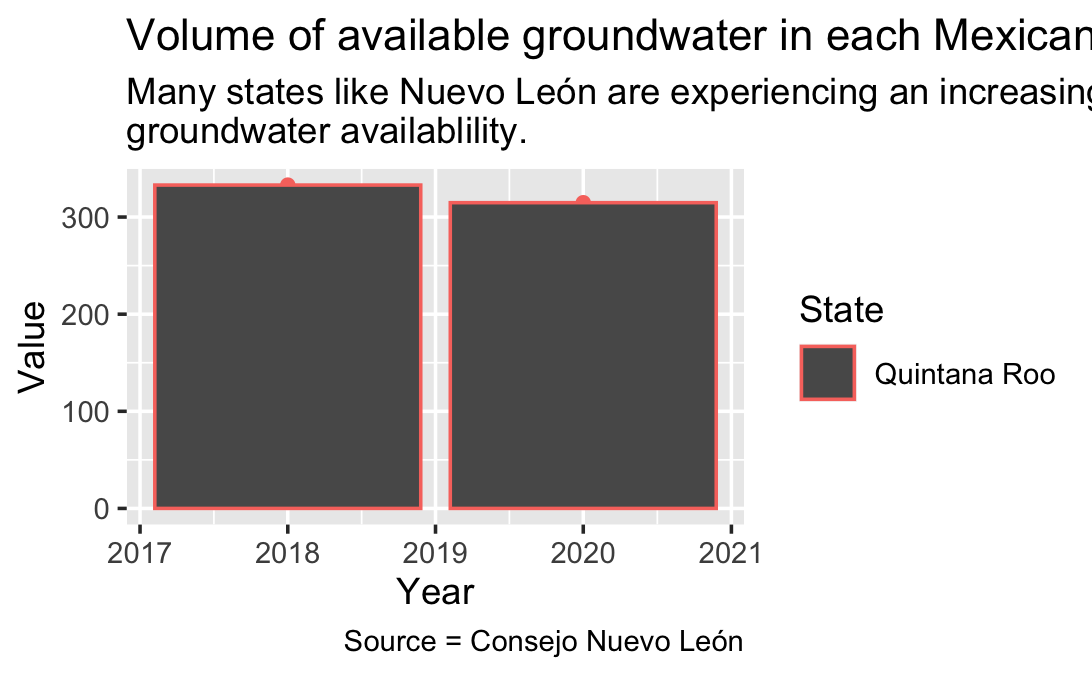 Volume of available groundwater in each Mexican
Many states like Nuevo León are experiencing an increasing
groundwater availablility.
300
200
100
0
Value
2017 2018 2019 2020 2021
Year
State
Quintana Roo
Source = Consejo Nuevo León